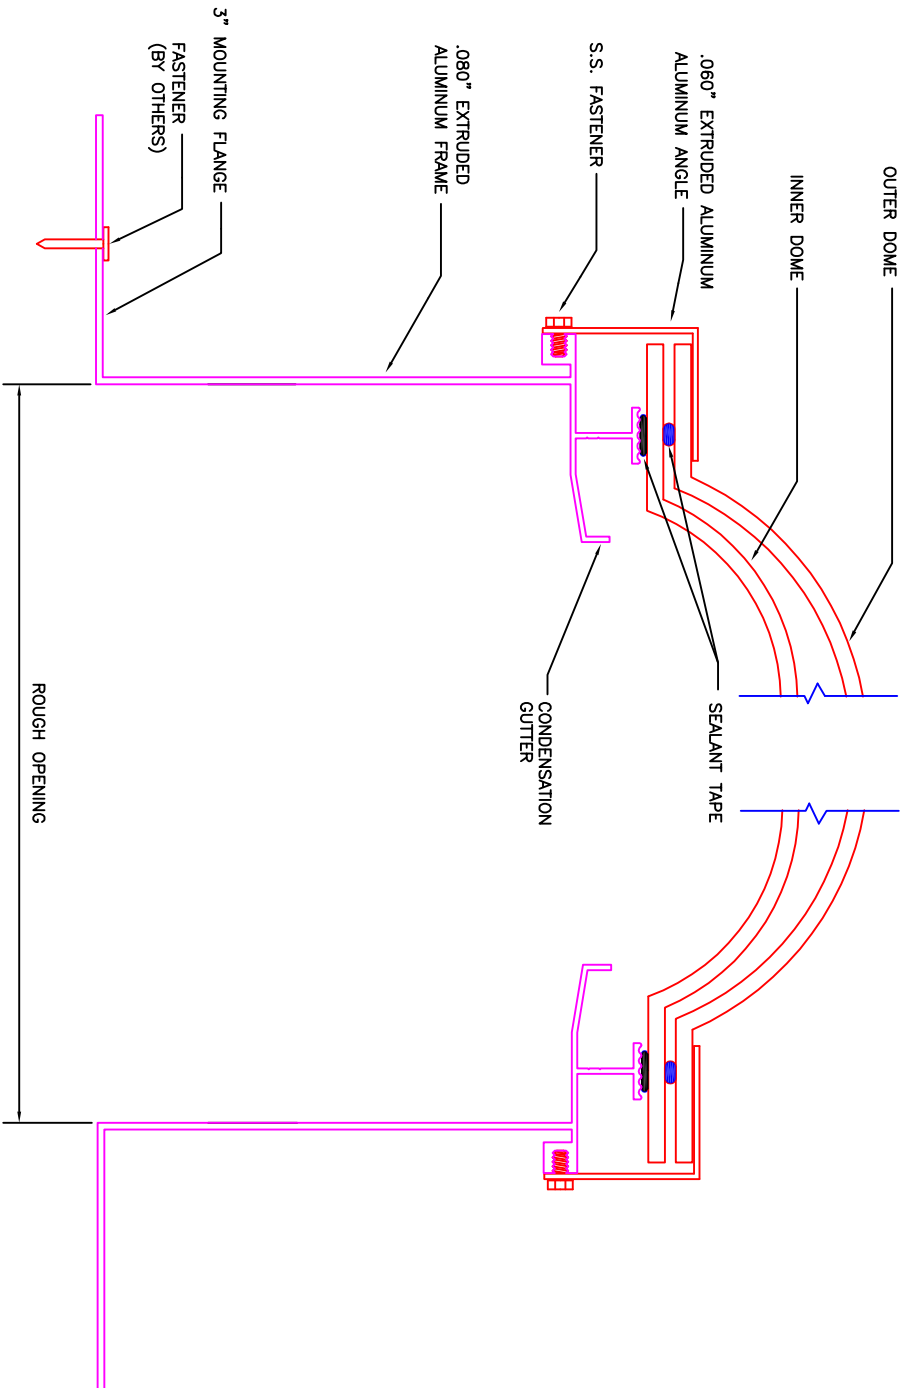 OUTER DOME
INNER DOME
.060" EXTRUDED ALUMINUM
ALUMINUM ANGLE
S.S. FASTENER
.080" EXTRUDED
ALUMINUM FRAME
3" MOUNTING FLANGE
FASTENER
(BY OTHERS)
SEALANT TAPE
CONDENSATION
GUTTER
ROUGH OPENING